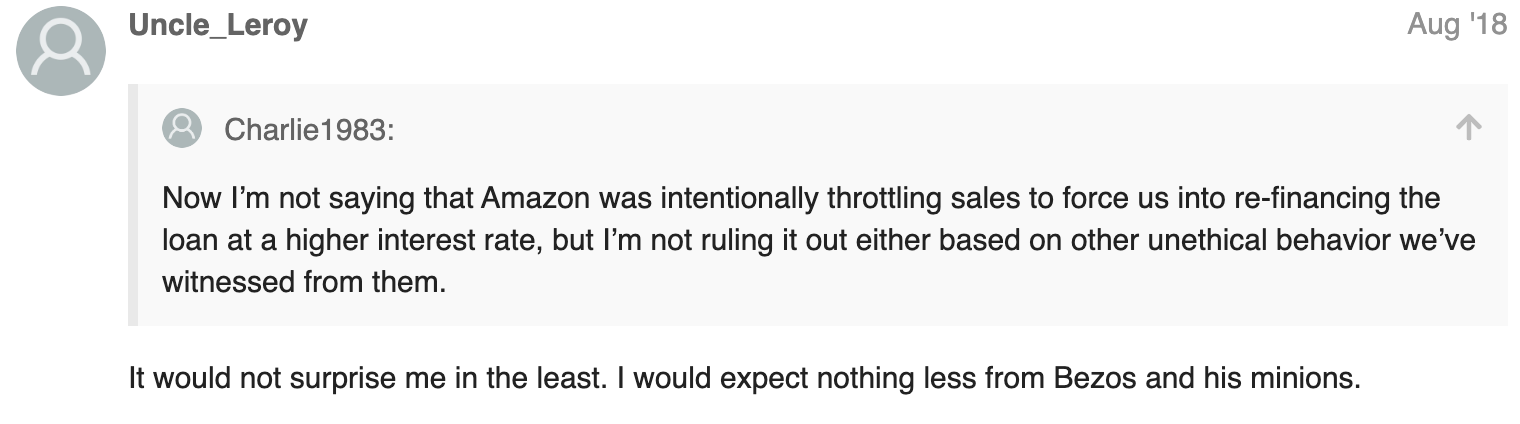 Uncle_Leroy
Aug '18
Charlie1983:
Now I’m not saying that Amazon was intentionally throttling sales to force us into re-financing the
loan at a higher interest rate, but I’m not ruling it out either based on other unethical behavior we’ve
witnessed from them.
It would not surprise me in the least. I would expect nothing less from Bezos and his minions.